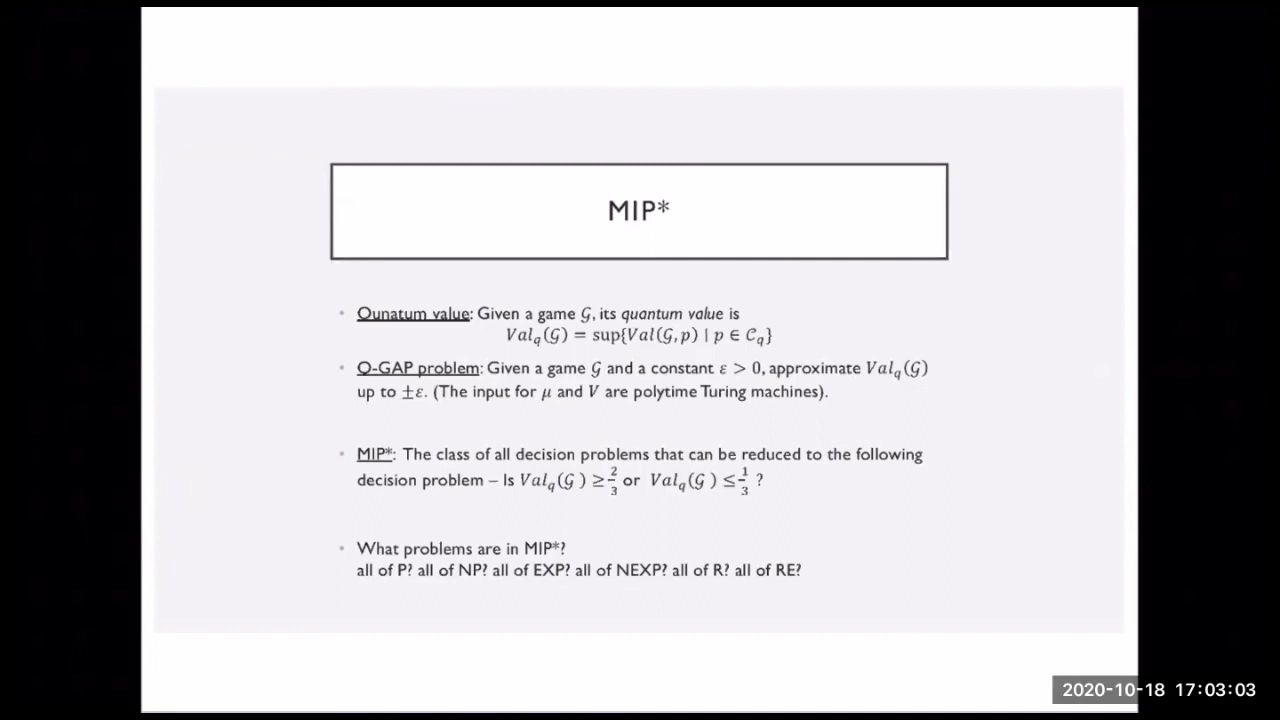 MIP*
• Qunatum value: Given a game 𝒢, its quantum value is
Val_q(𝒢) = sup{Val(𝒢, p) | p ∈ 𝒞_q}
• Q-GAP problem: Given a game 𝒢 and a constant ε > 0, approximate Val_q(𝒢)
up to ±ε. (The input for μ and V are polytime Turing machines).
• MIP*: The class of all decision problems that can be reduced to the following
decision problem – Is Val_q(𝒢) ≥ 2/3 or Val_q(𝒢) ≤ 1/3 ?
• What problems are in MIP*?
all of P? all of NP? all of EXP? all of NEXP? all of R? all of RE?
2020-10-18 17:03:03